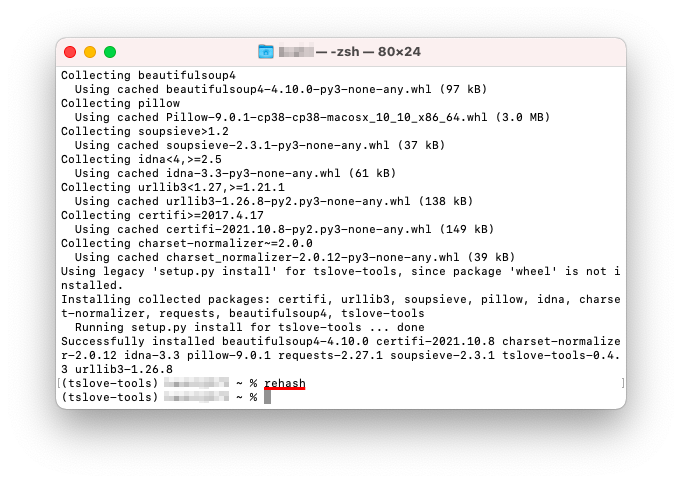 — -zsh — 80×24
Collecting beautifulsoup4
  Using cached beautifulsoup4-4.10.0-py3-none-any.whl (97 kB)
Collecting pillow
  Using cached Pillow-9.0.1-cp38-cp38-macosx_10_10_x86_64.whl (3.0 MB)
Collecting soupsieve>1.2
  Using cached soupsieve-2.3.1-py3-none-any.whl (37 kB)
Collecting idna<4,>=2.5
  Using cached idna-3.3-py3-none-any.whl (61 kB)
Collecting urllib3<1.27,>=1.21.1
  Using cached urllib3-1.26.8-py2.py3-none-any.whl (138 kB)
Collecting certifi>=2017.4.17
  Using cached certifi-2021.10.8-py2.py3-none-any.whl (149 kB)
Collecting charset-normalizer~=2.0.0
  Using cached charset_normalizer-2.0.12-py3-none-any.whl (39 kB)
Using legacy 'setup.py install' for tslove-tools, since package 'wheel' is not i
nstalled.
Installing collected packages: certifi, urllib3, soupsieve, pillow, idna, charse
t-normalizer, requests, beautifulsoup4, tslove-tools
  Running setup.py install for tslove-tools ... done
Successfully installed beautifulsoup4-4.10.0 certifi-2021.10.8 charset-normalize
r-2.0.12 idna-3.3 pillow-9.0.1 requests-2.27.1 soupsieve-2.3.1 tslove-tools-0.4.
3 urllib3-1.26.8
[(tslove-tools) ~ % rehash ]
(tslove-tools) ~ %